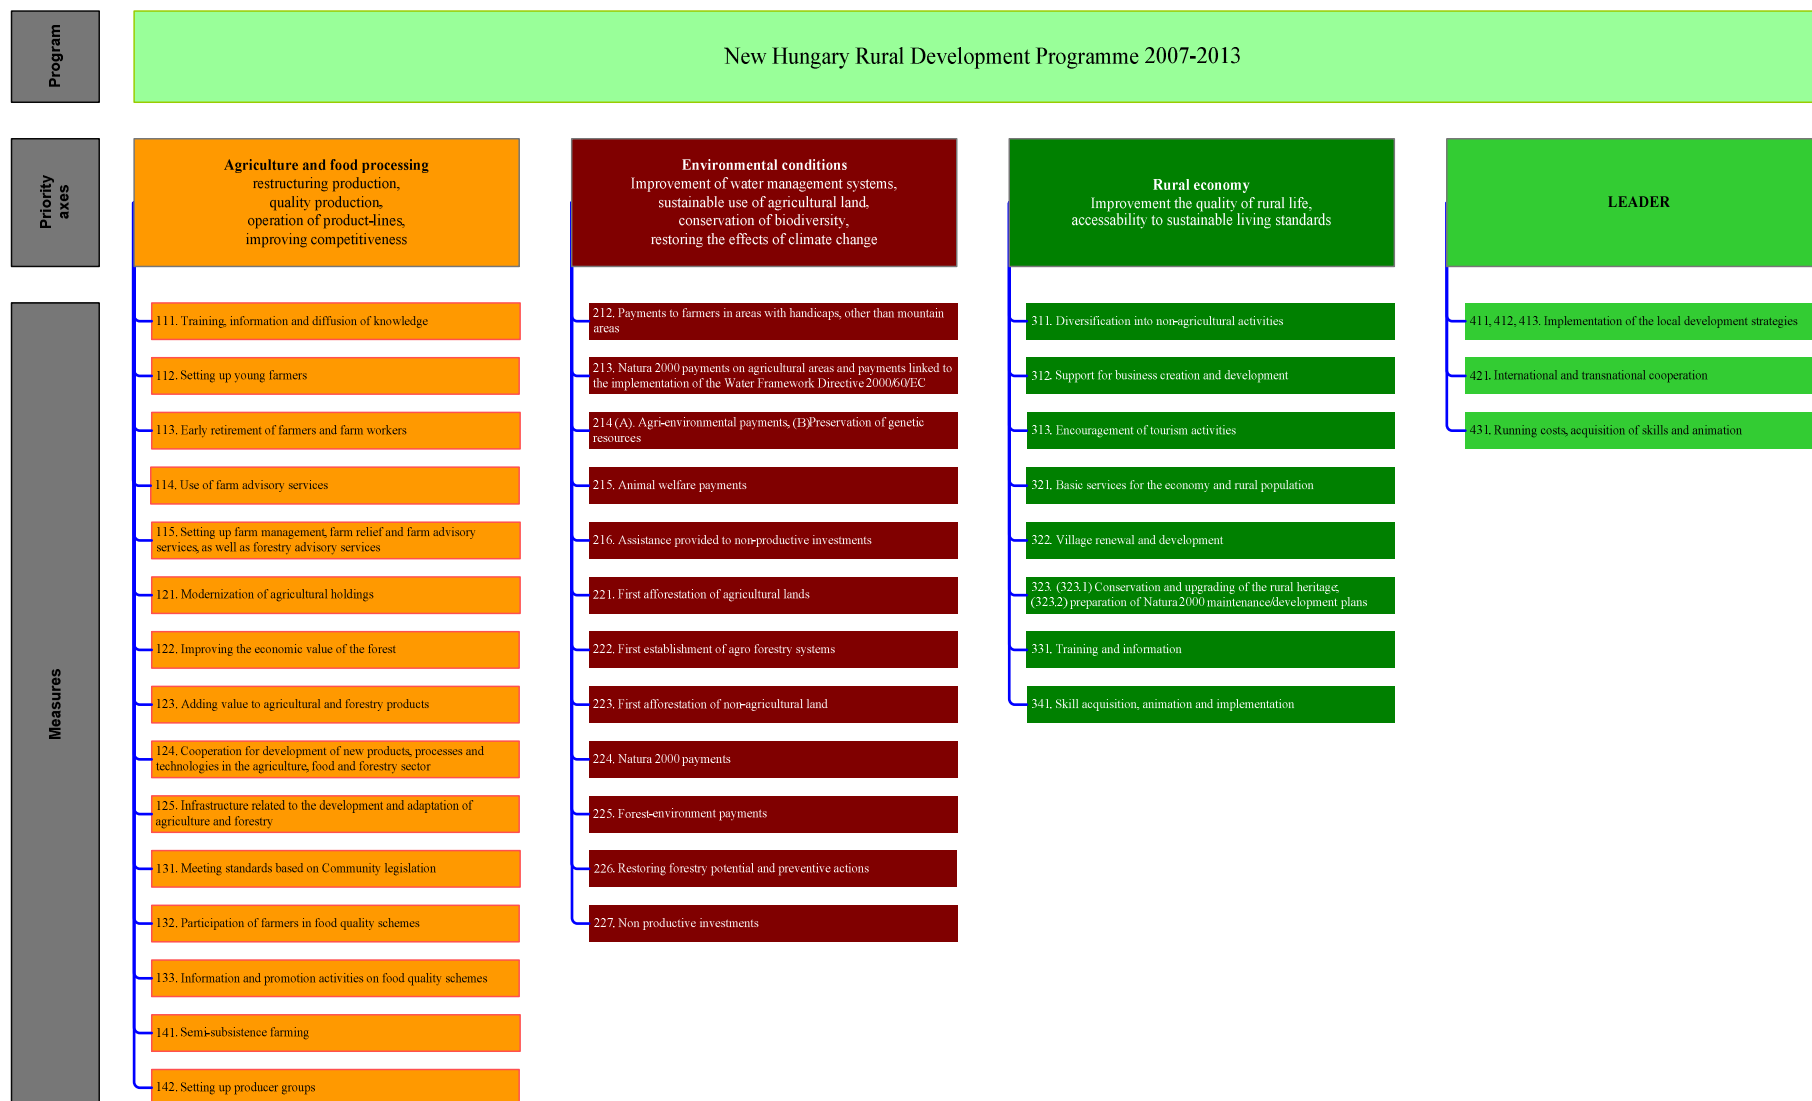 Program
New Hungary Rural Development Programme 2007-2013
Priority
axes
Agriculture and food processing
restructuring production,
quality production,
operation of product-lines,
improving competitiveness
Environmental conditions
Improvement of water management systems,
sustainable use of agricultural land,
conservation of biodiversity,
restoring the effects of climate change
Rural economy
Improvement the quality of rural life,
accessability to sustainable living standards
LEADER
Measures
111. Training, information and diffusion of knowledge
112. Setting up young farmers
113. Early retirement of farmers and farm workers
114. Use of farm advisory services
115. Setting up farm management, farm relief and farm advisory
services, as well as forestry advisory services
121. Modernization of agricultural holdings
122. Improving the economic value of the forest
123. Adding value to agricultural and forestry products
124. Cooperation for development of new products, processes and
technologies in the agriculture, food and forestry sector
125. Infrastructure related to the development and adaptation of
agriculture and forestry
131. Meeting standards based on Community legislation
132. Participation of farmers in food quality schemes
133. Information and promotion activities on food quality schemes
141. Semi-subsistence farming
142. Setting up producer groups
212. Payments to farmers in areas with handicaps, other than mountain
areas
213. Natura 2000 payments on agricultural areas and payments linked to
the implementation of the Water Framework Directive 2000/60/EC
214 (A). Agri-environmental payments, (B)Preservation of genetic
resources
215. Animal welfare payments
216. Assistance provided to non-productive investments
221. First afforestation of agricultural lands
222. First establishment of agro forestry systems
223. First afforestation of non-agricultural land
224. Natura 2000 payments
225. Forest-environment payments
226. Restoring forestry potential and preventive actions
227. Non productive investments
311. Diversification into non-agricultural activities
312. Support for business creation and development
313. Encouragement of tourism activities
321. Basic services for the economy and rural population
322. Village renewal and development
323. (323.1) Conservation and upgrading of the rural heritage;
(323.2) preparation of Natura 2000 maintenance/development plans
331. Training and information
341. Skill acquisition, animation and implementation
411, 412, 413. Implementation of the local development strategies
421. International and transnational cooperation
431. Running costs, acquisition of skills and animation